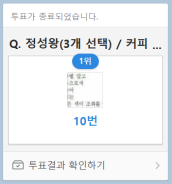 투표가 종료되었습니다.
Q. 정성왕(3개 선택) / 커피 ...
1위
10번
투표결과 확인하기